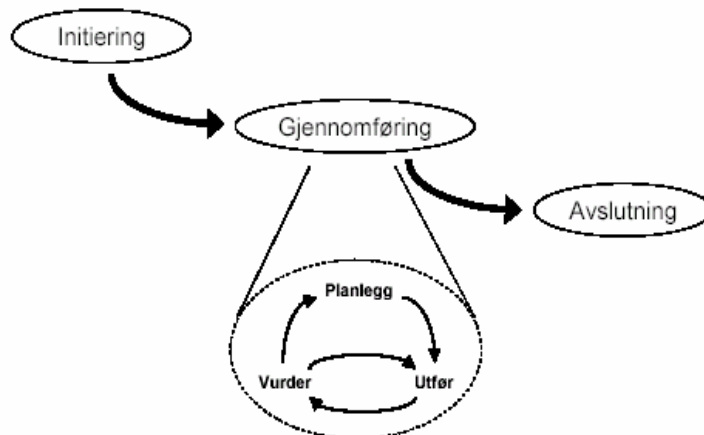 Initiering
Gjennomføring
Avslutning
Planlegg
Vurder
Utfør